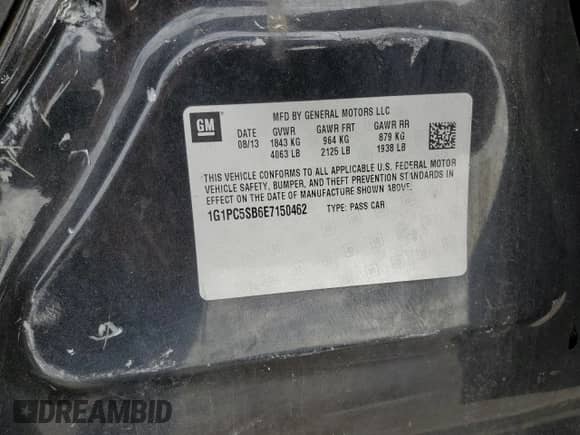 GM
MFD BY GENERAL MOTORS LLC
DATE GVWR GAWR FRT GAWR RR
08/13 1843 KG 964 KG 879 KG
4063 LB 2125 LB 1938 LB
THIS VEHICLE CONFORMS TO ALL APPLICABLE U.S. FEDERAL MOTOR
VEHICLE SAFETY, BUMPER, AND THEFT PREVENTION STANDARDS IN
EFFECT ON THE DATE OF MANUFACTURE SHOWN ABOVE.
1G1PC5SB6E7150462 TYPE: PASS CAR
DREAMBID